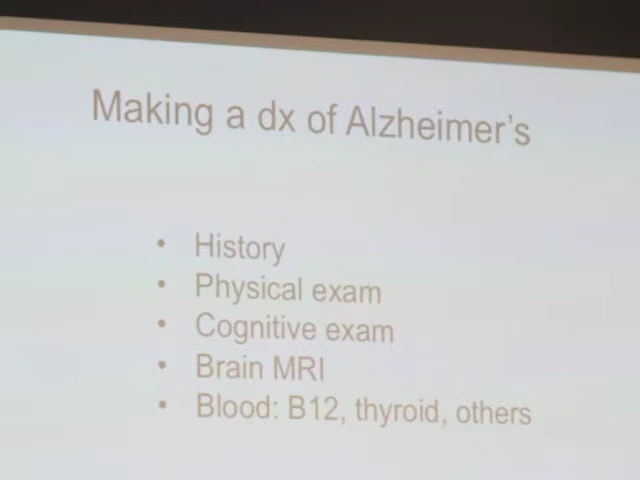 Making a dx of Alzheimer's
• History
• Physical exam
• Cognitive exam
• Brain MRI
• Blood: B12, thyroid, others